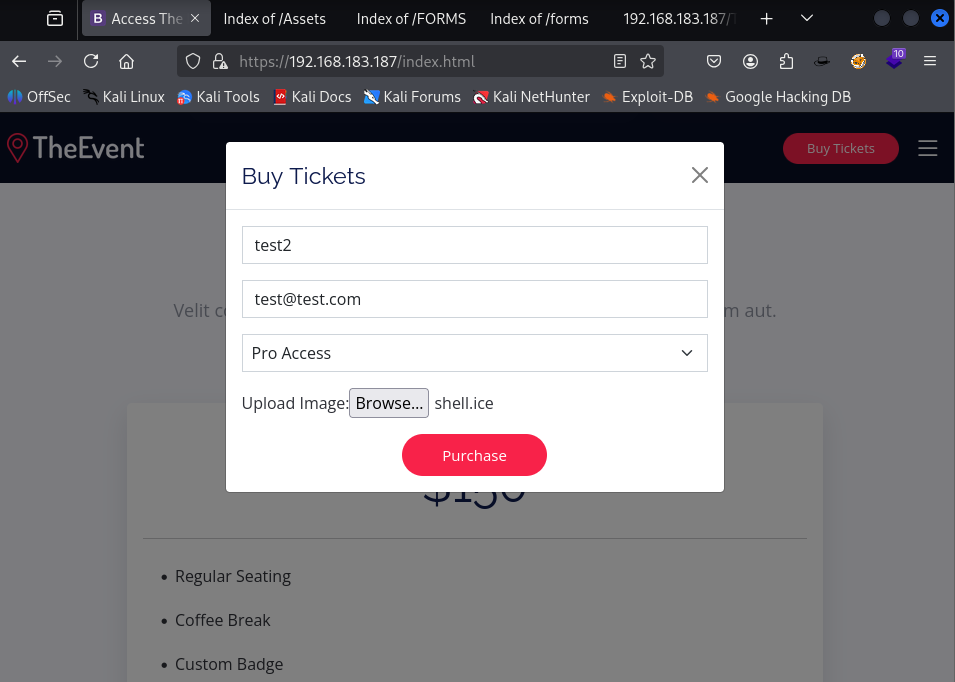 Access The
Index of /Assets
Index of /FORMS
Index of /forms
192.168.183.187/
https://192.168.183.187/index.html
10
OffSec
Kali Linux
Kali Tools
Kali Docs
Kali Forums
Kali NetHunter
Exploit-DB
Google Hacking DB
TheEvent
Buy Tickets
Buy Tickets
test2
Velit
m aut.
test@test.com
Pro Access
Upload Image:
Browse...
shell.ice
Purchase
$150
Regular Seating
Coffee Break
Custom Badge